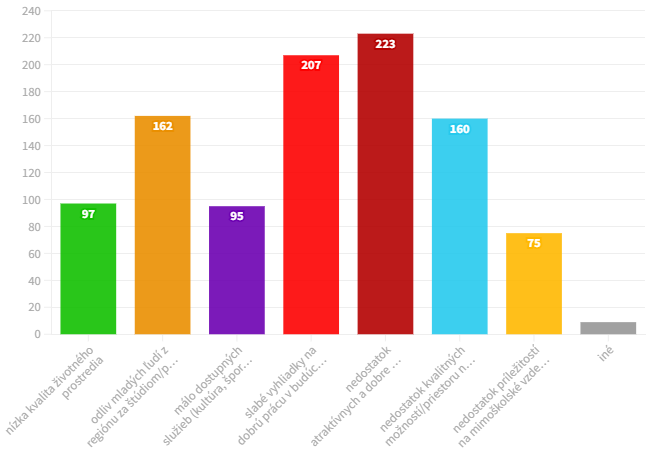 240
220
200
180
160
140
120
100
80
60
40
20
0
97
162
95
207
223
160
75
nízka kvalita životného
prostredia
odliv mladých ľudí z
regiónu za štúdiom/p…
málo dostupných
služieb (kultúra, špor…
slabé vyhliadky na
dobrú prácu v budúc…
nedostatok
atraktívnych a dobre …
nedostatok kvalitných
možností/priestoru n…
nedostatok príležitostí
na mimoškolské vzde…
iné